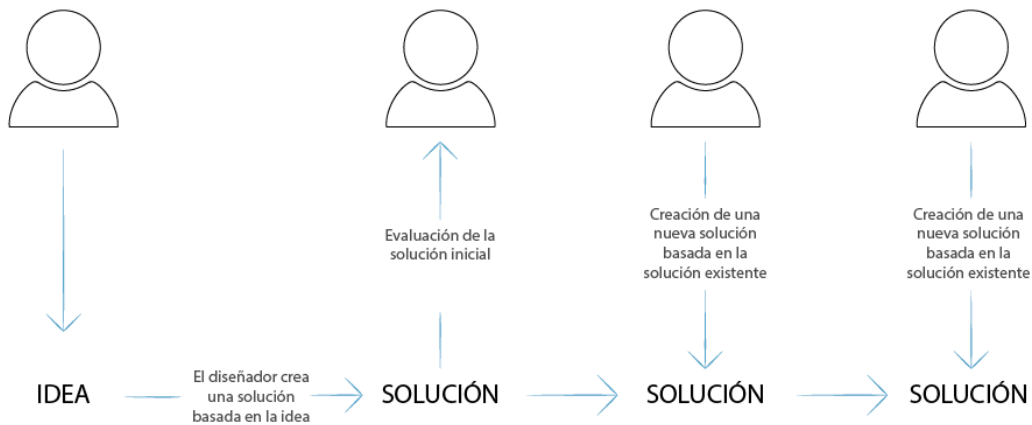 Evaluación de la
solución inicial
Creación de una
nueva solución
basada en la
solución existente
Creación de una
nueva solución
basada en la
solución existente
IDEA
El diseñador crea
una solución
basada en la idea
SOLUCIÓN
SOLUCIÓN
SOLUCIÓN